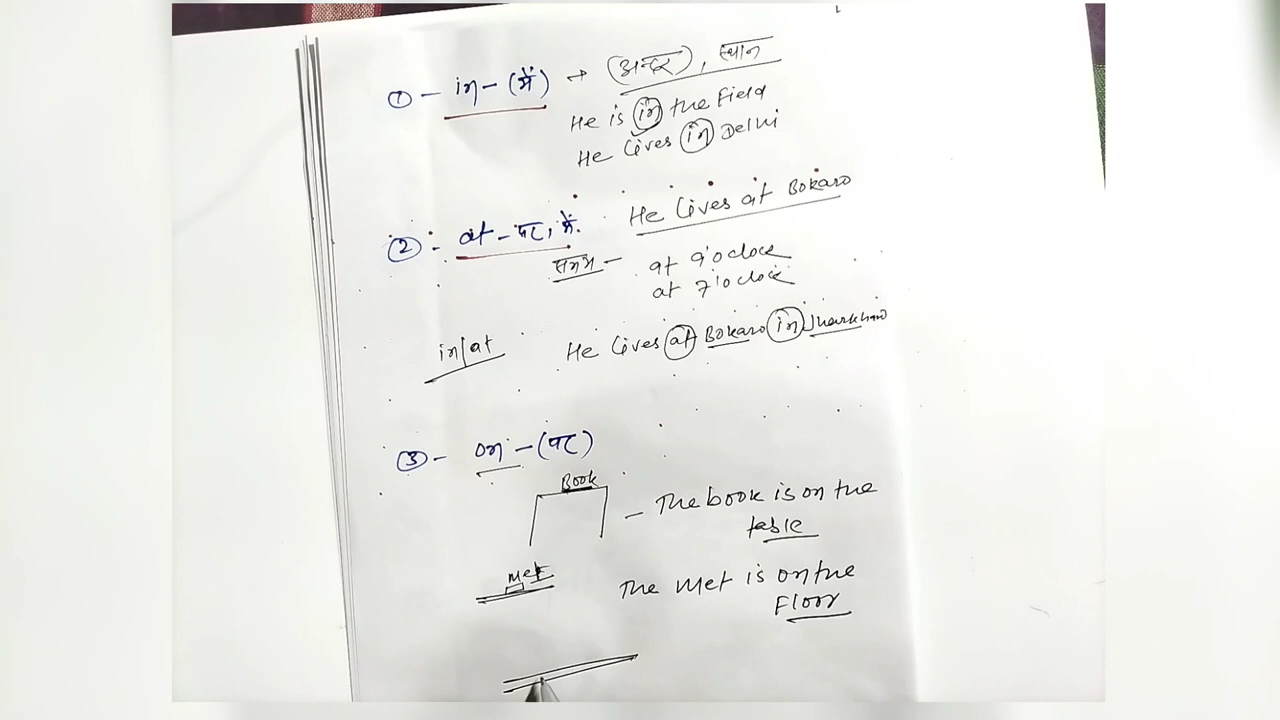 ① - in - (में) → (अन्दर), स्थान
He is in the Field
He lives in Delhi
② - at - पर, में. He lives at Bokaro
समय - at 9'oclock
at 7'oclock
in/at He lives at Bokaro in Jharkhand
③ - on - (पर)
Book
- The book is on the
table
Met
The Met is on the
Floor